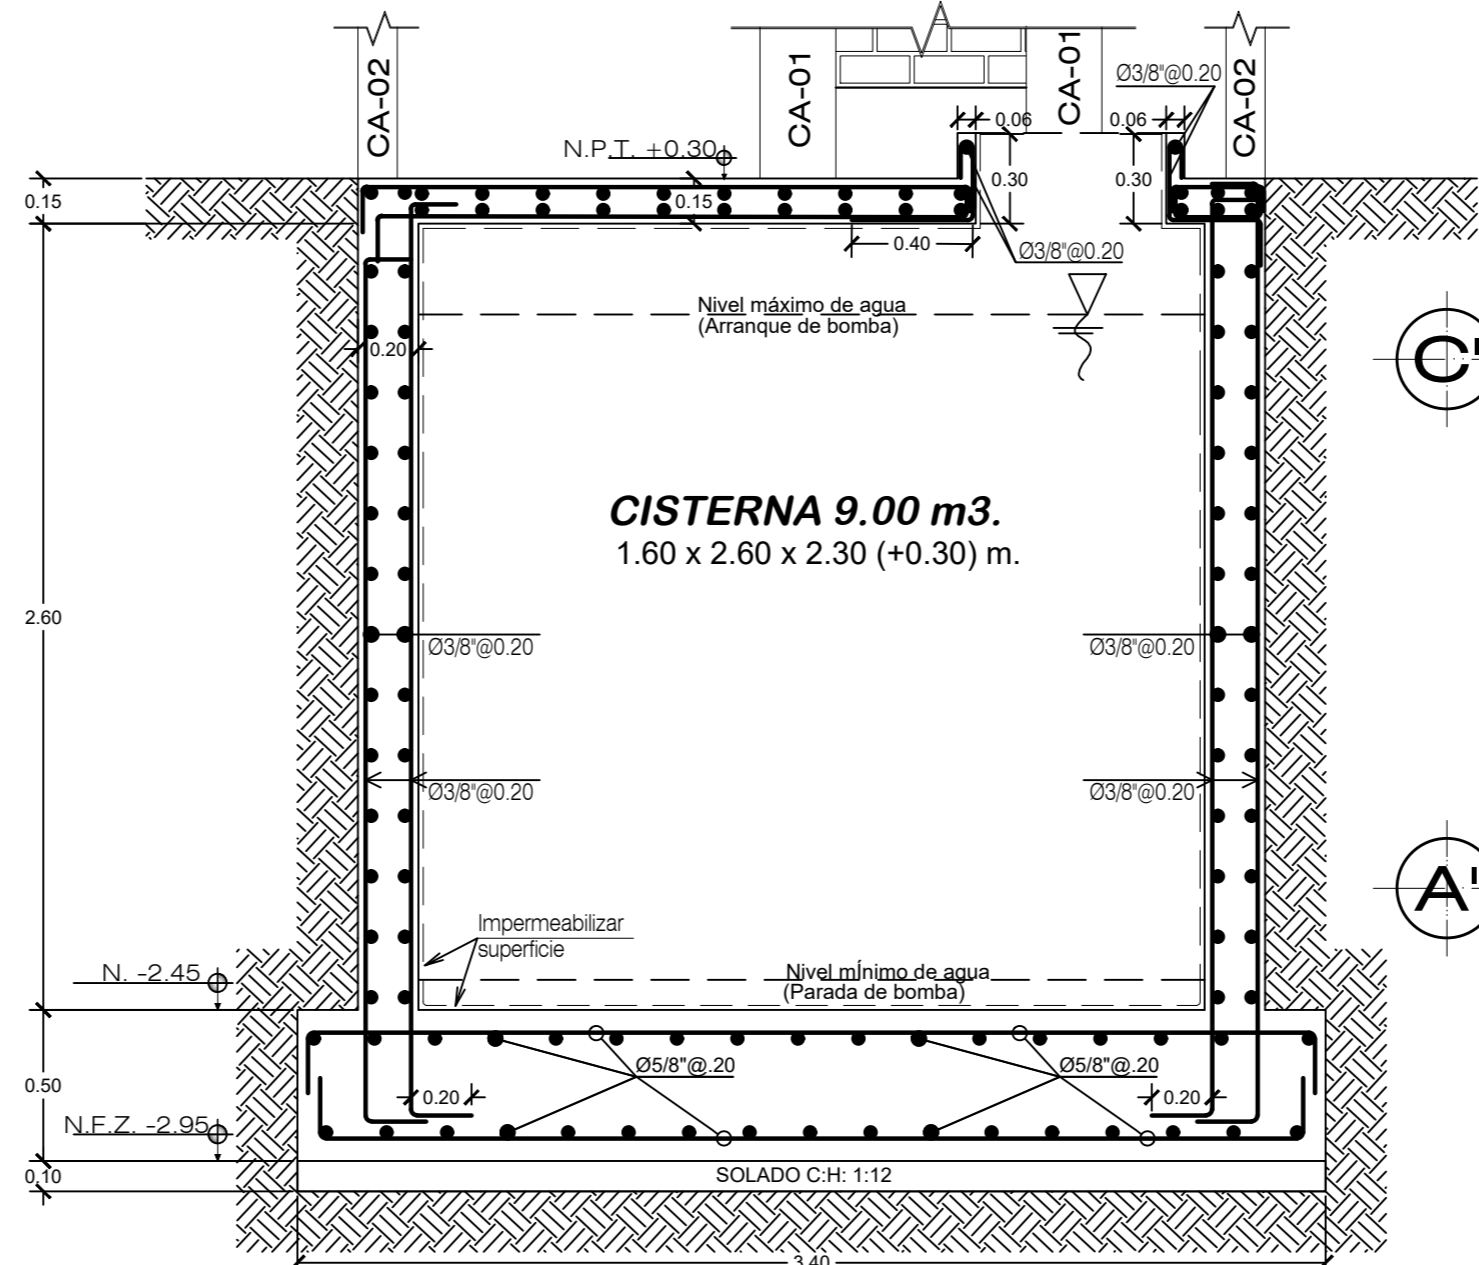 CA-02
CA-01
CA-01
CA-02
Ø3/8"@0.20
0.06
0.06
N.P.T. +0.30
0.15
0.15
0.30
0.30
0.40
Ø3/8"@0.20
Nivel máximo de agua
(Arranque de bomba)
0.20
C'
CISTERNA 9.00 m3.
1.60 x 2.60 x 2.30 (+0.30) m.
2.60
Ø3/8"@0.20
Ø3/8"@0.20
Ø3/8"@0.20
Ø3/8"@0.20
A'
Impermeabilizar
superficie
N. -2.45
Nivel mínimo de agua
(Parada de bomba)
0.50
Ø5/8"@.20
Ø5/8"@.20
0.20
0.20
N.F.Z. -2.95
0.10
SOLADO C:H: 1:12
3.40